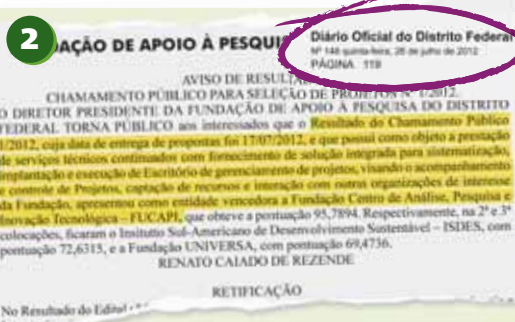 2
DAÇÃO DE APOIO À PESQUI
Diário Oficial do Distrito Federal
Nº 148 quinta-feira, 26 de julho de 2012
PÁGINA 119
AVISO DE RESULTA
CHAMAMENTO PÚBLICO PARA SELEÇÃO DE PROJETOS Nº 1/2012.
O DIRETOR PRESIDENTE DA FUNDAÇÃO DE APOIO À PESQUISA DO DISTRITO
FEDERAL TORNA PÚBLICO aos interessados que o Resultado do Chamamento Público
1/2012, cuja data de entrega de propostas foi 17/07/2012, e que possui como objeto a prestação
de serviços técnicos continuados com fornecimento de solução integrada para sistematização,
implantação e execução de Escritório de gerenciamento de projetos, visando o acompanhamento
e controle de Projetos, captação de recursos e interação com outras organizações de interesse
da Fundação, apresentou como entidade vencedora a Fundação Centro de Análise, Pesquisa e
Inovação Tecnológica – FUCAPI, que obteve a pontuação 95,7894. Respectivamente, na 2ª e 3ª
colocações, ficaram o Instituto Sul-Americano de Desenvolvimento Sustentável – ISDES, com
pontuação 72,6315, e a Fundação UNIVERSA, com pontuação 69,4736.
RENATO CAIADO DE REZENDE
RETIFICAÇÃO
No Resultado do Edital